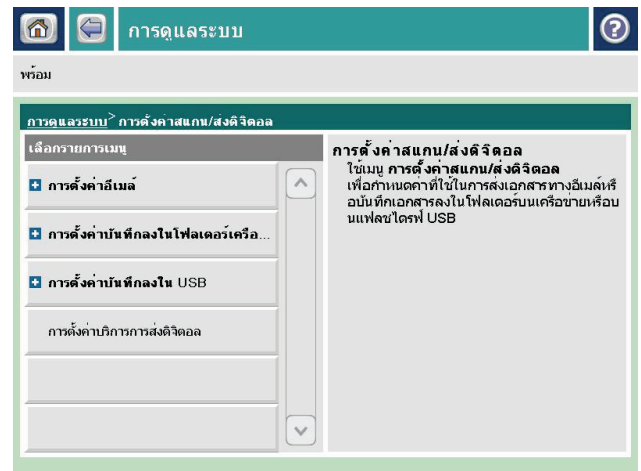 การดูแลระบบ
?
พร้อม
การดูแลระบบ > การตั้งค่าสแกน/ส่งดิจิตอล
เลือกรายการเมนู
การตั้งค่าอีเมล์
การตั้งค่าบันทึกลงในโฟลเดอร์เครือ...
การตั้งค่าบันทึกลงใน USB
การตั้งค่าบริการการส่งดิจิตอล
การตั้งค่าสแกน/ส่งดิจิตอล
ใช้เมนู การตั้งค่าสแกน/ส่งดิจิตอล
เพื่อกำหนดค่าที่ใช้ในการส่งเอกสารทางอีเมล์หรื
อบันทึกเอกสารลงในโฟลเดอร์บนเครือข่ายหรือบ
นแฟลชไดรฟ์ USB